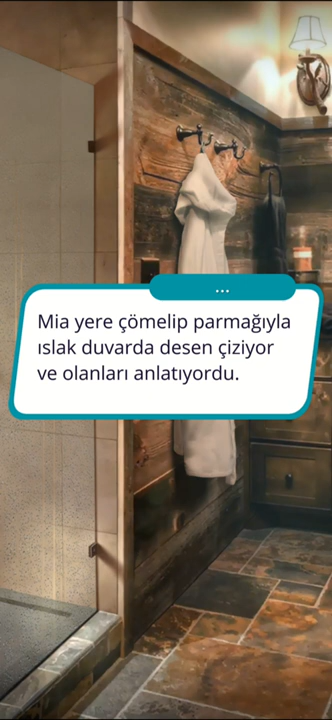 ...
Mia yere çömelip parmağıyla
ıslak duvarda desen çiziyor
ve olanları anlatıyordu.